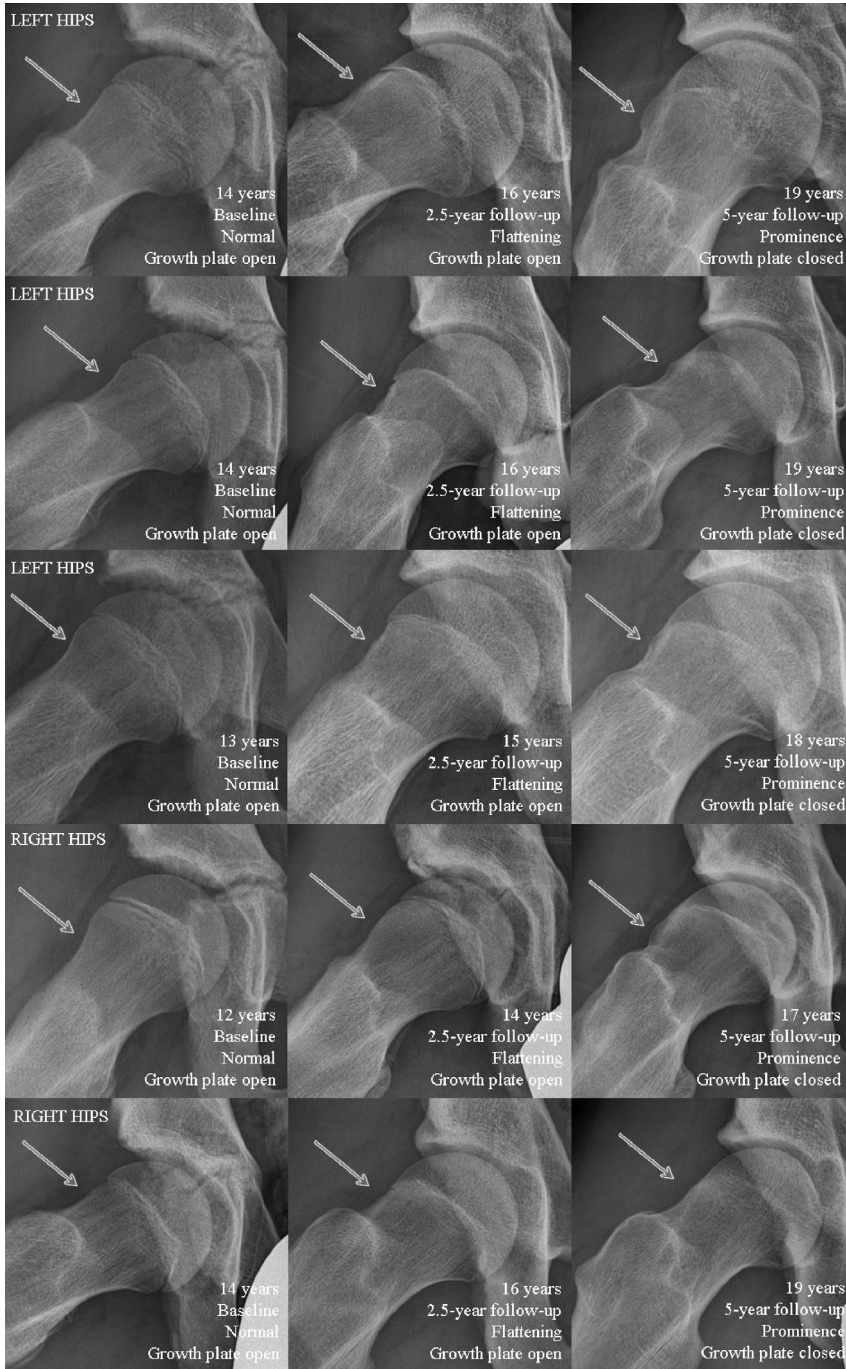 LEFT HIPS
14 years
Baseline
Normal
Growth plate open
16 years
2.5-year follow-up
Flattening
Growth plate open
19 years
5-year follow-up
Prominence
Growth plate closed
LEFT HIPS
14 years
Baseline
Normal
Growth plate open
16 years
2.5-year follow-up
Flattening
Growth plate open
19 years
5-year follow-up
Prominence
Growth plate closed
LEFT HIPS
13 years
Baseline
Normal
Growth plate open
15 years
2.5-year follow-up
Flattening
Growth plate open
18 years
5-year follow-up
Prominence
Growth plate closed
RIGHT HIPS
12 years
Baseline
Normal
Growth plate open
14 years
2.5-year follow-up
Flattening
Growth plate open
17 years
5-year follow-up
Prominence
Growth plate closed
RIGHT HIPS
14 years
Baseline
Normal
Growth plate open
16 years
2.5-year follow-up
Flattening
Growth plate open
19 years
5-year follow-up
Prominence
Growth plate closed